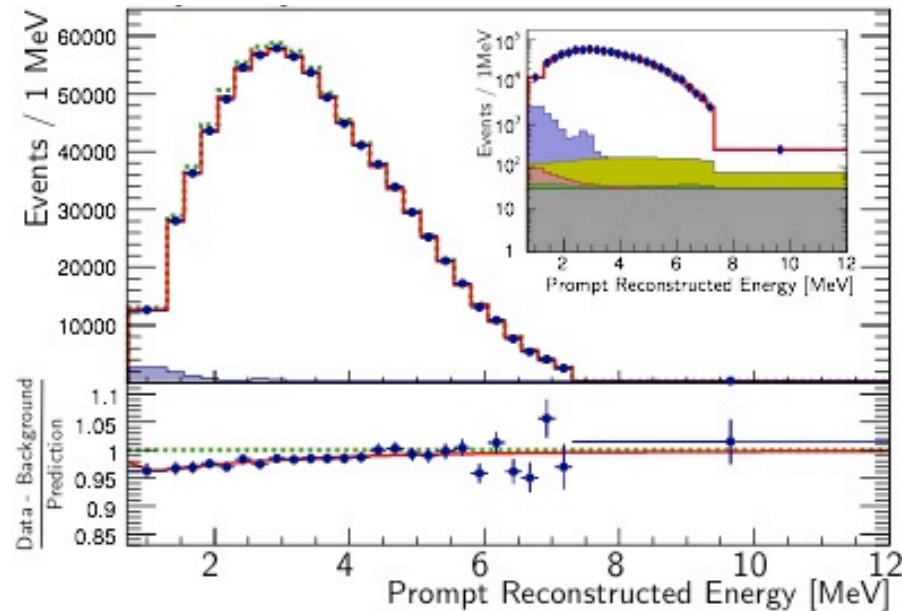 Events / 1 MeV
60000
50000
40000
30000
20000
10000
Events / 1MeV
10⁵
10⁴
10³
10²
10
1
2 4 6 8 10 12
Prompt Reconstructed Energy [MeV]
Data - Background
Prediction
1.1
1.05
1
0.95
0.9
0.85
2 4 6 8 10 12
Prompt Reconstructed Energy [MeV]